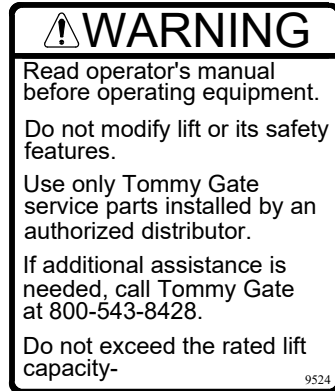 WARNING
Read operator's manual
before operating equipment.
Do not modify lift or its safety
features.
Use only Tommy Gate
service parts installed by an
authorized distributor.
If additional assistance is
needed, call Tommy Gate
at 800-543-8428.
Do not exceed the rated lift
capacity-
9524